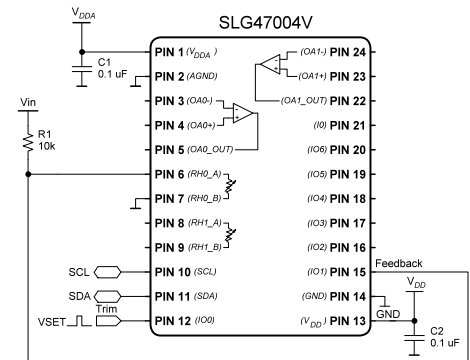 SLG47004V
VDDA
C1
0.1 uF
Vin
R1
10k
PIN 1 (VDDA )
PIN 2 (AGND)
PIN 3 (OA0-)
PIN 4 (OA0+)
PIN 5 (OA0_OUT)
PIN 6 (RH0_A)
PIN 7 (RH0_B)
PIN 8 (RH1_A)
PIN 9 (RH1_B)
SCL PIN 10 (SCL)
SDA PIN 11 (SDA)
Trim
VSET PIN 12 (IO0)
(OA1-) PIN 24
(OA1+) PIN 23
(OA1_OUT) PIN 22
(I0) PIN 21
(IO6) PIN 20
(IO5) PIN 19
(IO4) PIN 18
(IO3) PIN 17
(IO2) PIN 16
(IO1) PIN 15 Feedback
(GND) PIN 14
(VDD ) PIN 13 GND
VDD
C2
0.1 uF
- +
- +